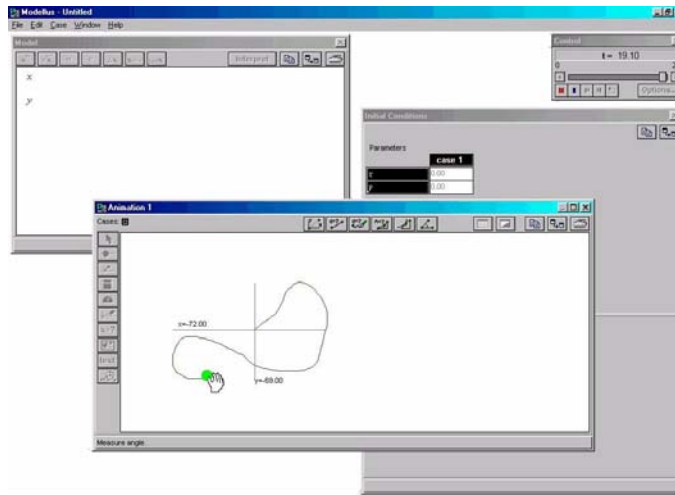 Modellus - Untitled
File Edit Case Window Help
Model
Interpret
x
y
Control
t = 19.10
0
Options...
Initial Conditions
Parameters
case 1
x 0.00
y 0.00
Animation 1
Cases:
x=-72.00
y=-69.00
text
Measure angle.